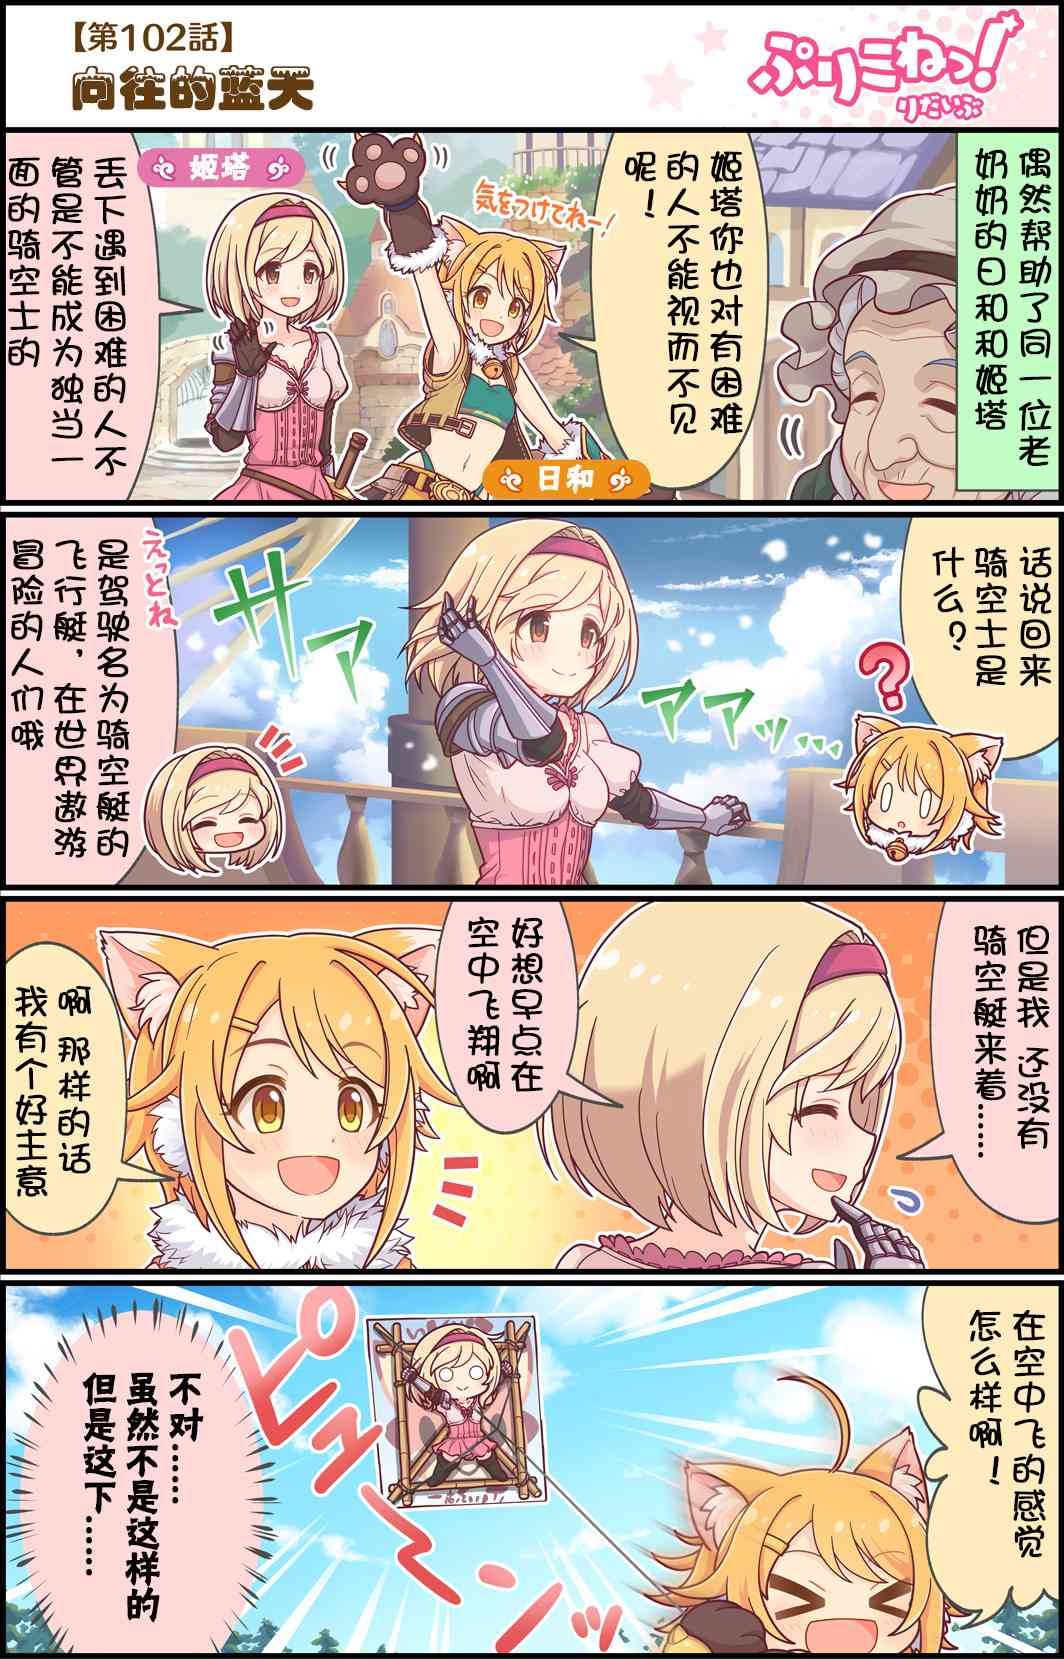 【第102話】
向往的蓝天
ぷりこねっ!
りだいぶ
偶然帮助了同一位老
奶奶的日和和姬塔
姬塔你也对有困难
的人不能视而不见
呢！
気をつけてねー!
日和
姬塔
丢下遇到困难的人不
管是不能成为独当一
面的骑空士的
话说回来
骑空士是
什么？
？
サァ
アアッ…
えっとね
是驾驶名为骑空艇的
飞行艇，在世界遨游
冒险的人们哦
但是我 还没有
骑空艇来着……
好想早点在
空中飞翔啊
啊 那样的话
我有个好主意
在空中飞的感觉
怎么样啊！
ピューーンッ
不对……
虽然不是这样的
但是这下……